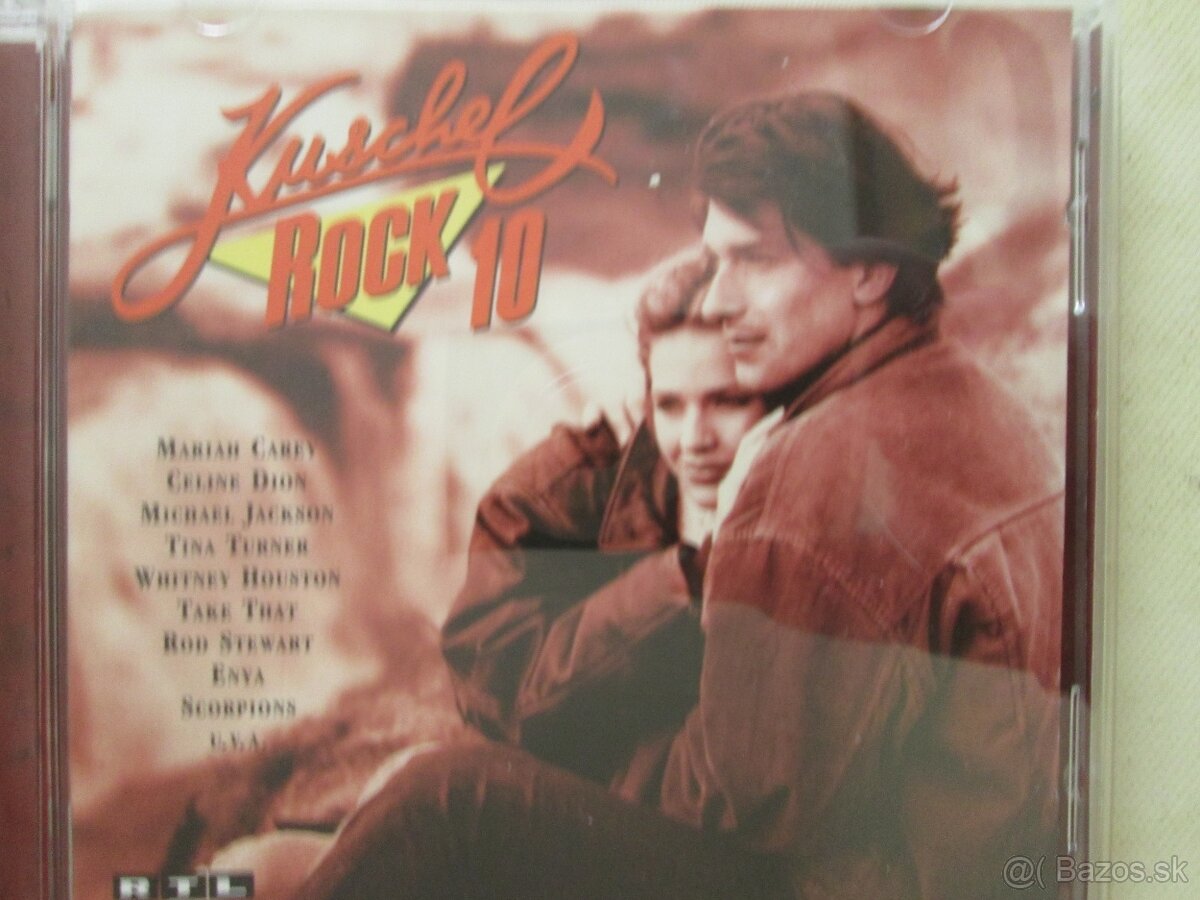 Kuschel
ROCK 10
MARIAH CAREY
CELINE DION
MICHAEL JACKSON
TINA TURNER
WHITNEY HOUSTON
TAKE THAT
ROD STEWART
ENYA
SCORPIONS
U.V.A.
RTL
@( Bazos.sk